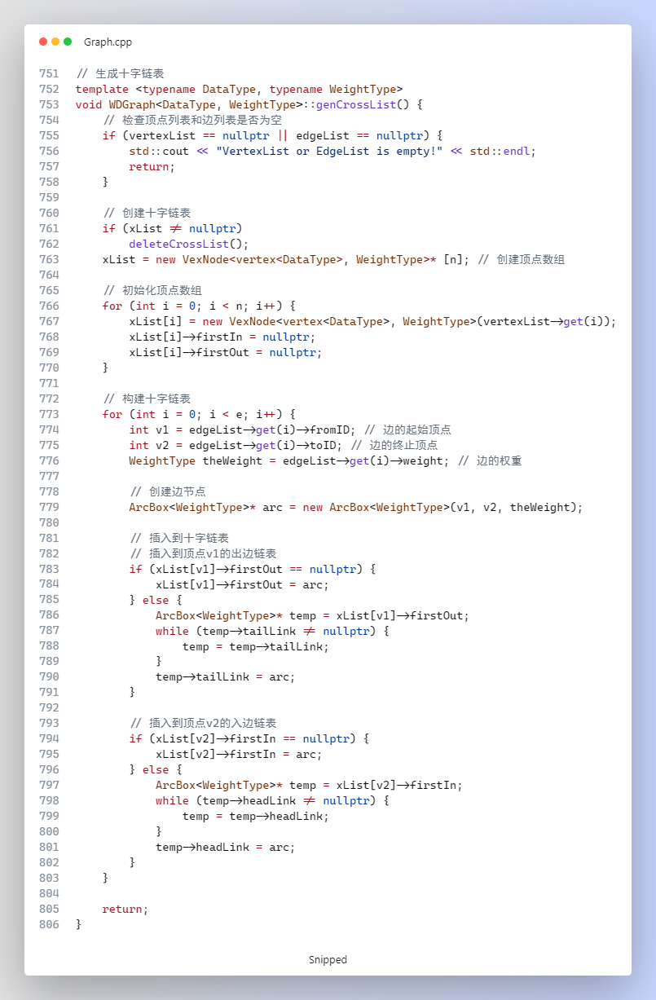 Graph.cpp
751 // 生成十字链表
752 template <typename DataType, typename WeightType>
753 void WDGraph<DataType, WeightType>::genCrossList() {
754     // 检查顶点列表和边列表是否为空
755     if (vertexList == nullptr || edgeList == nullptr) {
756         std::cout << "VertexList or EdgeList is empty!" << std::endl;
757         return;
758     }
759
760     // 创建十字链表
761     if (xList != nullptr)
762         deleteCrossList();
763     xList = new VexNode<vertex<DataType>, WeightType>* [n]; // 创建顶点数组
764
765     // 初始化顶点数组
766     for (int i = 0; i < n; i++) {
767         xList[i] = new VexNode<vertex<DataType>, WeightType>(vertexList->get(i));
768         xList[i]->firstIn = nullptr;
769         xList[i]->firstOut = nullptr;
770     }
771
772     // 构建十字链表
773     for (int i = 0; i < e; i++) {
774         int v1 = edgeList->get(i)->fromID; // 边的起始顶点
775         int v2 = edgeList->get(i)->toID; // 边的终止顶点
776         WeightType theWeight = edgeList->get(i)->weight; // 边的权重
777
778         // 创建边节点
779         ArcBox<WeightType>* arc = new ArcBox<WeightType>(v1, v2, theWeight);
780
781         // 插入到十字链表
782         // 插入到顶点v1的出边链表
783         if (xList[v1]->firstOut == nullptr) {
784             xList[v1]->firstOut = arc;
785         } else {
786             ArcBox<WeightType>* temp = xList[v1]->firstOut;
787             while (temp->tailLink != nullptr) {
788                 temp = temp->tailLink;
789             }
790             temp->tailLink = arc;
791         }
792
793         // 插入到顶点v2的入边链表
794         if (xList[v2]->firstIn == nullptr) {
795             xList[v2]->firstIn = arc;
796         } else {
797             ArcBox<WeightType>* temp = xList[v2]->firstIn;
798             while (temp->headLink != nullptr) {
799                 temp = temp->headLink;
800             }
801             temp->headLink = arc;
802         }
803     }
804
805     return;
806 }
Snipped